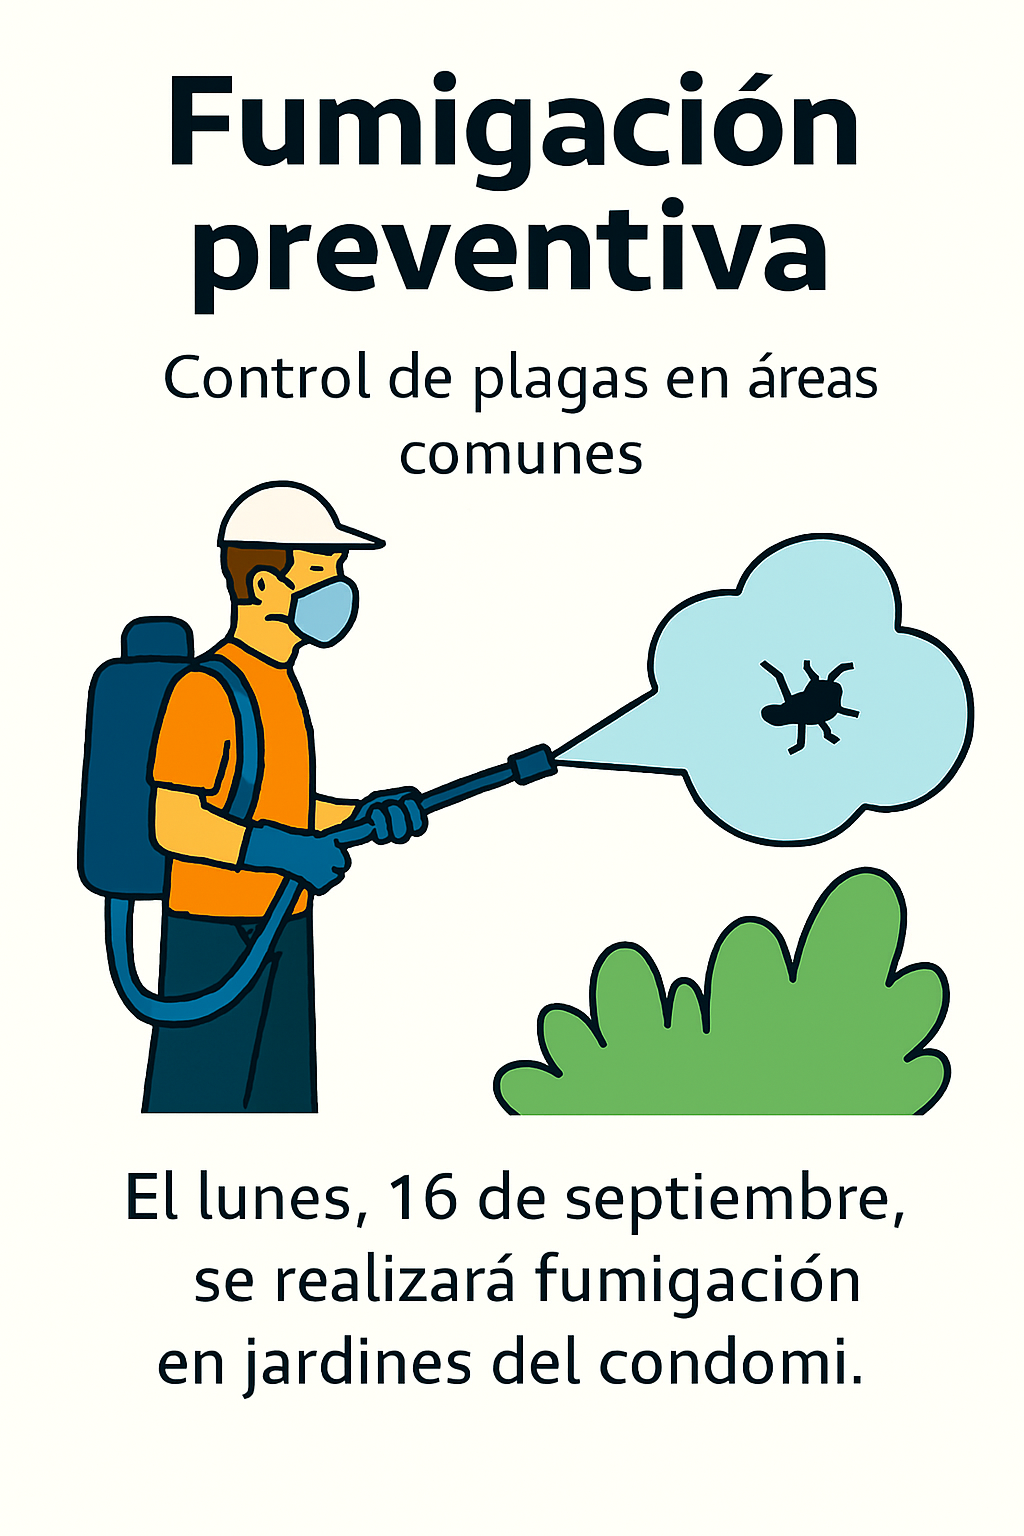 Fumigación
preventiva
Control de plagas en áreas
comunes
El lunes, 16 de septiembre,
se realizará fumigación
en jardines del condomi.